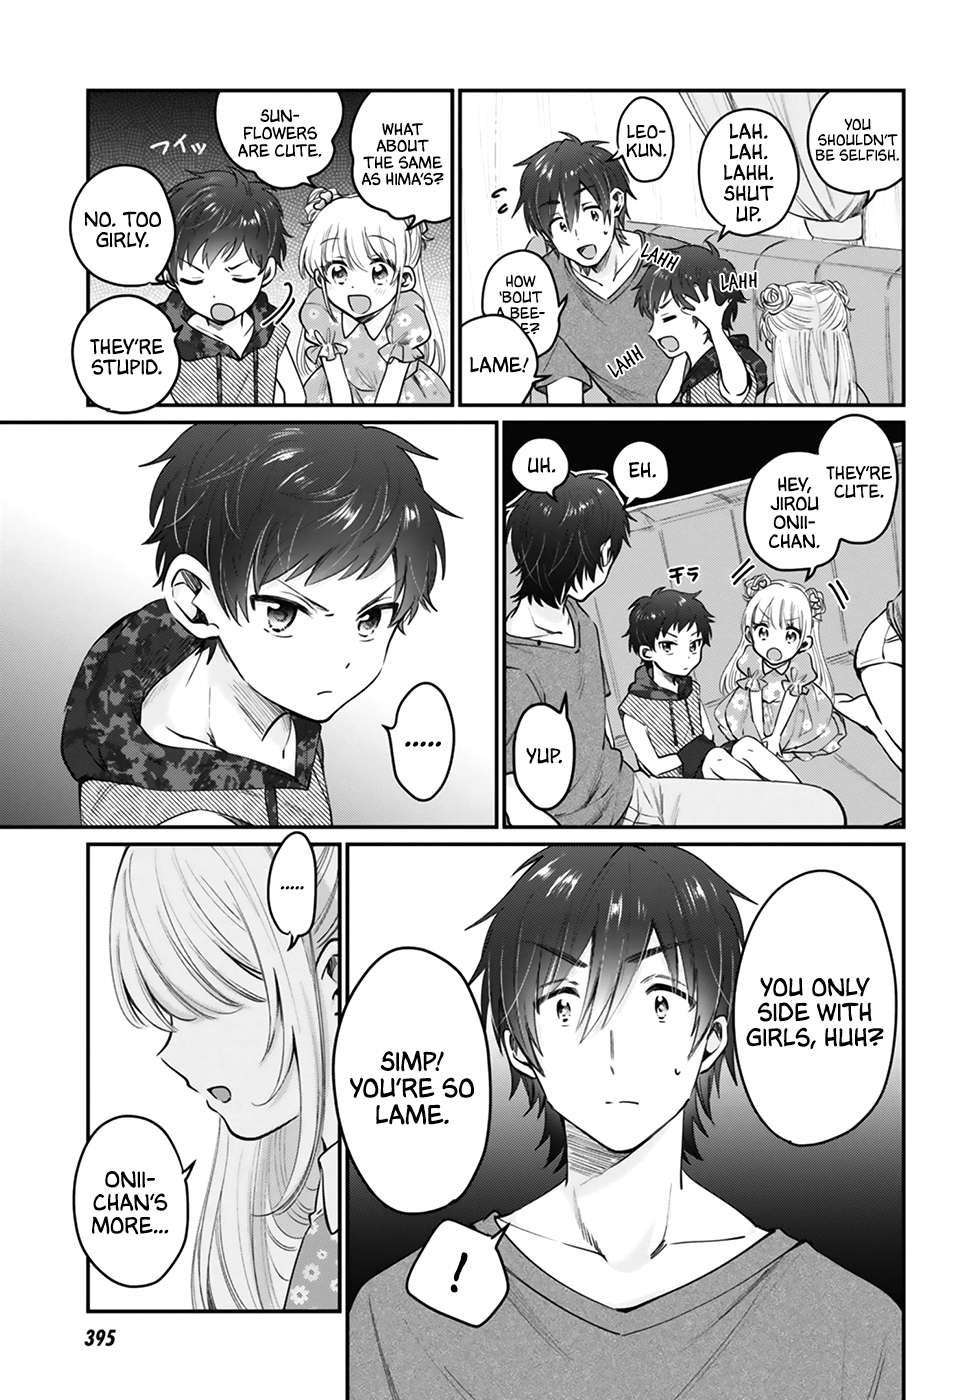 YOU
SHOULDN'T
BE SELFISH.
LAH.
LAH.
LAHH.
SHUT
UP.
LEO-
KUN.
LAHH
LAHH
LAHH
HOW
'BOUT
A BEE-
LAME!
WHAT
ABOUT
THE SAME
AS HIMA'S?
SUN-
FLOWERS
ARE CUTE.
フイッ
NO. TOO
GIRLY.
THEY'RE
STUPID.
THEY'RE
CUTE.
HEY,
JIROU
ONII-
CHAN.
EH.
UH.
チラ
YUP.
......
YOU ONLY
SIDE WITH
GIRLS, HUH?
SIMP!
YOU'RE SO
LAME.
!
......
ONII-
CHAN'S
MORE...
395